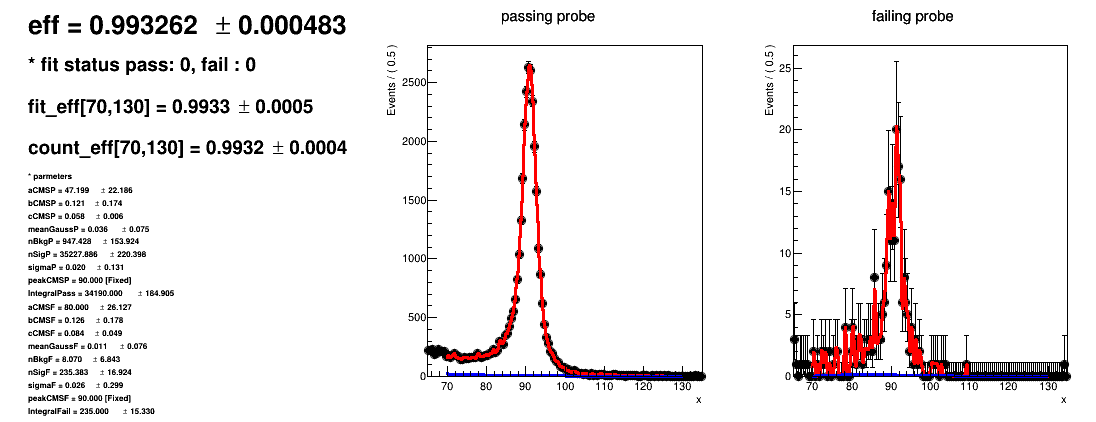 eff = 0.993262 ± 0.000483
* fit status pass: 0, fail : 0
fit_eff[70,130] = 0.9933 ± 0.0005
count_eff[70,130] = 0.9932 ± 0.0004
* parmeters
aCMSP = 47.199 ± 22.186
bCMSP = 0.121 ± 0.174
cCMSP = 0.058 ± 0.006
meanGaussP = 0.036 ± 0.075
nBkgP = 947.428 ± 153.924
nSigP = 35227.886 ± 220.398
sigmaP = 0.020 ± 0.131
peakCMSP = 90.000 [Fixed]
IntegralPass = 34190.000 ± 184.905
aCMSF = 80.000 ± 26.127
bCMSF = 0.126 ± 0.178
cCMSF = 0.084 ± 0.049
meanGaussF = 0.011 ± 0.076
nBkgF = 8.070 ± 6.843
nSigF = 235.383 ± 16.924
sigmaF = 0.026 ± 0.299
peakCMSF = 90.000 [Fixed]
IntegralFail = 235.000 ± 15.330
passing probe
Events / ( 0.5 )
2500
2000
1500
1000
500
0
70 80 90 100 110 120 130
x
failing probe
Events / ( 0.5 )
25
20
15
10
5
0
70 80 90 100 110 120 130
x